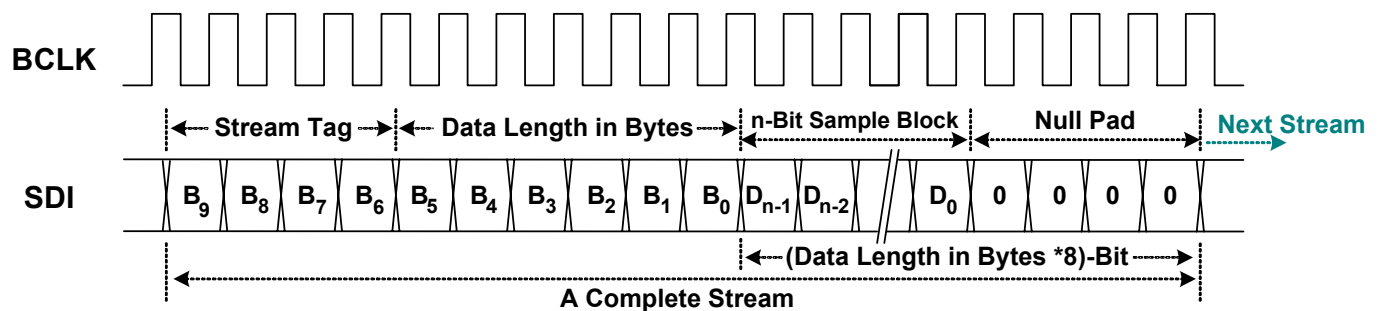 BCLK
Stream Tag Data Length in Bytes n-Bit Sample Block Null Pad Next Stream
SDI B9 B8 B7 B6 B5 B4 B3 B2 B1 B0 Dn-1 Dn-2 D0 0 0 0 0
(Data Length in Bytes *8)-Bit
A Complete Stream